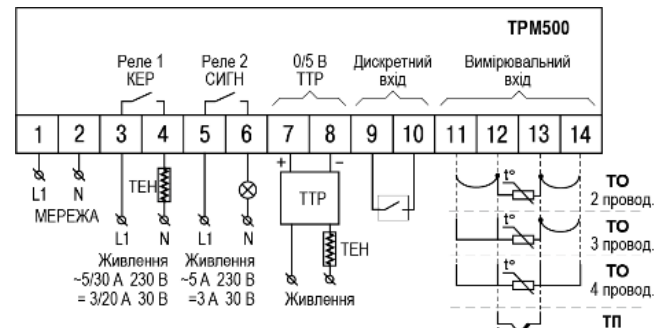 ТРМ500
Реле 1 Реле 2 0/5 В Дискретний Вимірювальний
КЕР СИГН ТТР вхід вхід
1 2 3 4 5 6 7 8 9 10 11 12 13 14
+ –
L1 N ТЕН ТТР t° ТО
МЕРЕЖА 2 провод.
L1 N L1 N ТЕН t° ТО
3 провод.
Живлення Живлення Живлення t° ТО
~5/30 А 230 В ~5 А 230 В 4 провод.
= 3/20 А 30 В =3 А 30 В
ТП